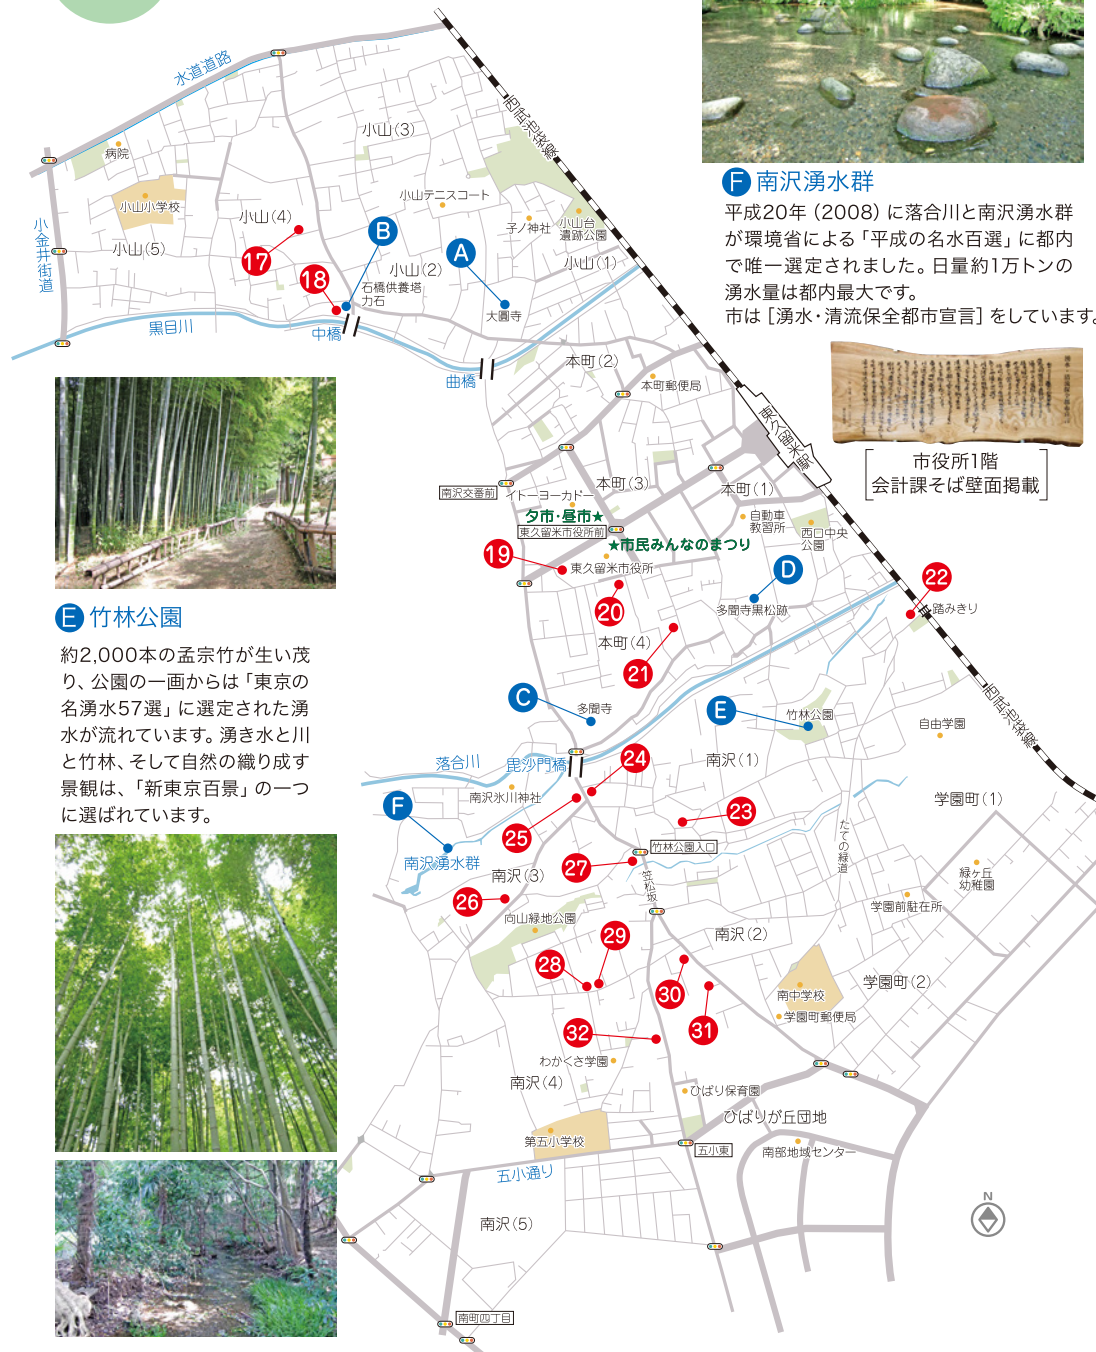 水道道路
小金井街道
病院
小山小学校
小山(5)
小山(4)
小山(3)
小山テニスコート
子ノ神社
小山台
遺跡公園
小山(2)
小山(1)
石橋供養塔
力石
大圓寺
17
18
B
A
黒目川
中橋
曲橋
西武池袋線
F 南沢湧水群
平成20年(2008)に落合川と南沢湧水群
が環境省による「平成の名水百選」に都内
で唯一選定されました。日量約1万トンの
湧水量は都内最大です。
市は[湧水・清流保全都市宣言]をしています。
市役所1階
会計課そば壁面掲載
本町(2)
本町郵便局
東久留米駅
南沢交番前
イトーヨーカドー
本町(3)
本町(1)
夕市・昼市★
東久留米市役所前
★市民みんなのまつり
自動車
教習所
西口中央
公園
19
東久留米市役所
D
22
20
多聞寺黒松跡
踏みきり
本町(4)
21
C
多聞寺
E
竹林公園
自由学園
西武池袋線
E 竹林公園
約2,000本の孟宗竹が生い茂
り、公園の一画からは「東京の
名湧水57選」に選定された湧
水が流れています。湧き水と川
と竹林、そして自然の織り成す
景観は、「新東京百景」の一つ
に選ばれています。
落合川
毘沙門橋
24
南沢(1)
南沢氷川神社
F
25
23
学園町(1)
南沢湧水群
竹林公園入口
たての緑道
27
笠松坂
南沢(3)
26
緑ヶ丘
幼稚園
学園前駐在所
向山緑地公園
29
28
南沢(2)
30
31
南中学校
学園町(2)
学園町郵便局
32
わかくさ学園
南沢(4)
ひばり保育園
ひばりが丘団地
第五小学校
五小東
南部地域センター
五小通り
南沢(5)
N
南町四丁目